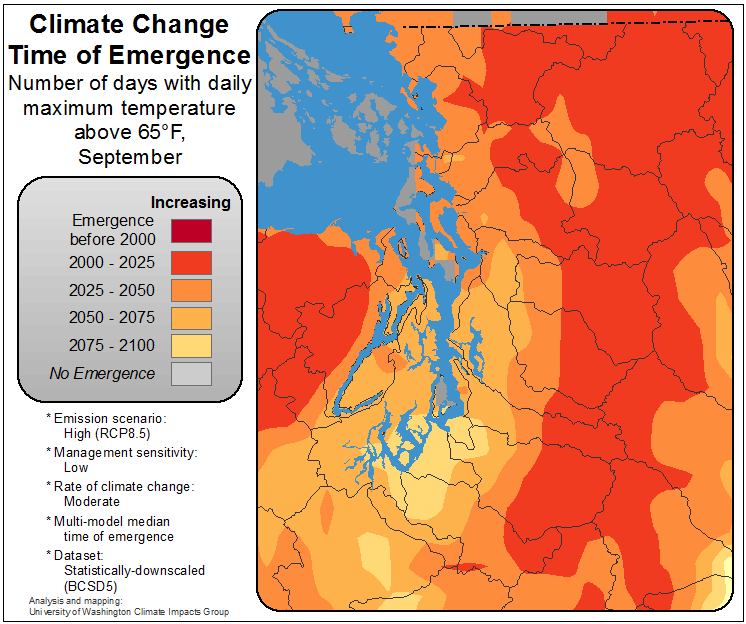 Climate Change
Time of Emergence
Number of days with daily
maximum temperature
above 65°F,
September
Increasing
Emergence
before 2000
2000 - 2025
2025 - 2050
2050 - 2075
2075 - 2100
No Emergence
* Emission scenario:
High (RCP8.5)
* Management sensitivity:
Low
* Rate of climate change:
Moderate
* Multi-model median
time of emergence
* Dataset:
Statistically-downscaled
(BCSD5)
Analysis and mapping:
University of Washington Climate Impacts Group